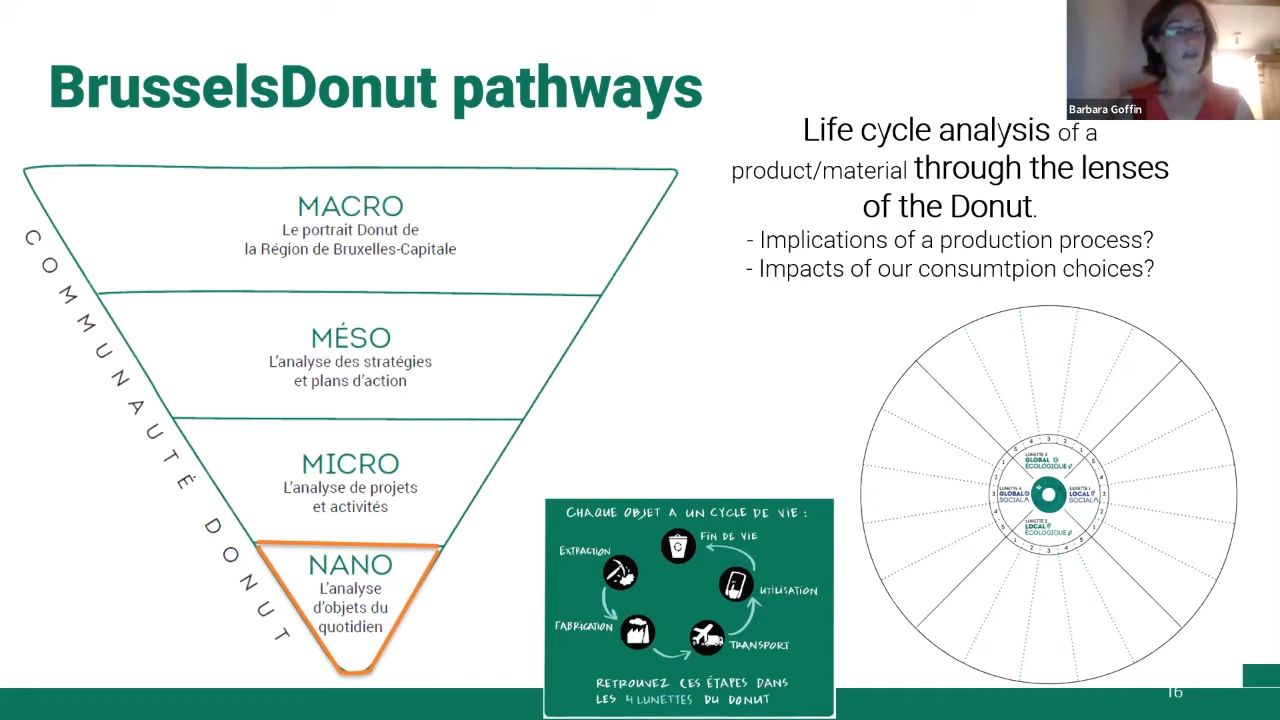 BrusselsDonut pathways
Barbara Goffin
Life cycle analysis of a
product/material through the lenses
of the Donut.
- Implications of a production process?
- Impacts of our consumtpion choices?
COMMUNAUTÉ DONUT
MACRO
Le portrait Donut de
la Région de Bruxelles-Capitale
MÉSO
L'analyse des stratégies
et plans d'action
MICRO
L'analyse de projets
et activités
NANO
L'analyse
d'objets du
quotidien
CHAQUE OBJET A UN CYCLE DE VIE :
FIN DE VIE
EXTRACTION
UTILISATION
FABRICATION
TRANSPORT
RETROUVEZ CES ÉTAPES DANS
LES 4 LUNETTES DU DONUT
LUNETTE 3
GLOBAL
ÉCOLOGIQUE
LUNETTE 4
GLOBAL
SOCIAL
LUNETTE 1
LOCAL
SOCIAL
LUNETTE 2
LOCAL
ÉCOLOGIQUE
16